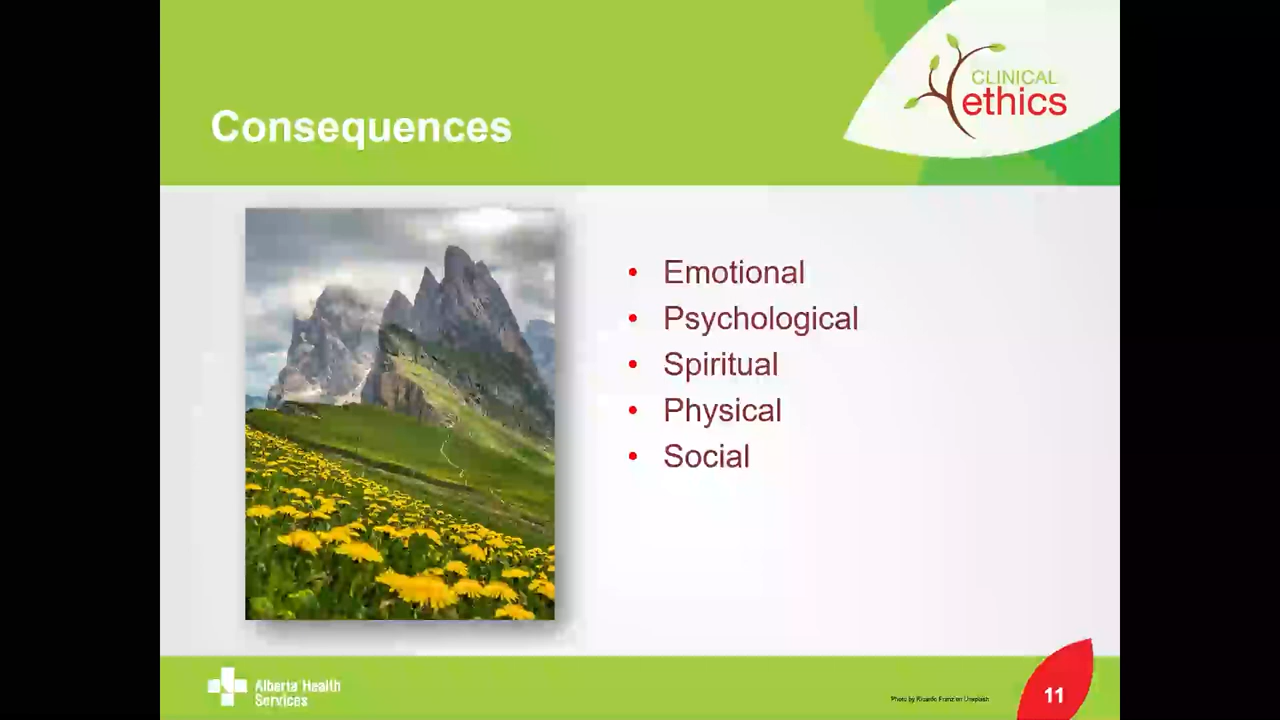 CLINICAL
ethics
Consequences
• Emotional
• Psychological
• Spiritual
• Physical
• Social
Alberta Health
Services
Photo by Ricardo Frantz on Unsplash
11